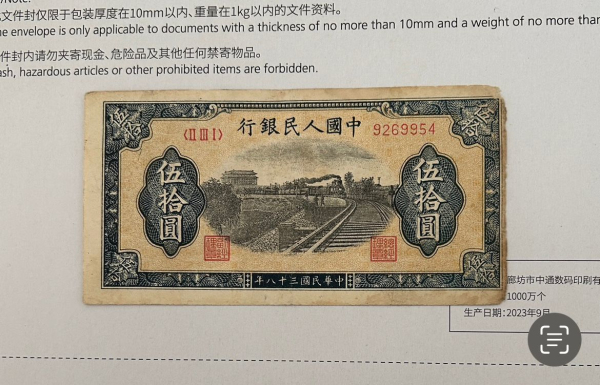 Note:
文件封仅限于包装厚度在10mm以内、重量在1kg以内的文件资料。
he envelope is only applicable to documents with a thickness of no more than 10mm and a weight of no more than
件封内请勿夹寄现金、危险品及其他任何禁寄物品。
ash, hazardous articles or other prohibited items are forbidden.
行銀民人國中
9269954
伍拾圓
伍拾圓
年八十三國民華中
廊坊市中通数码印刷有
1000万个
生产日期:2023年9月